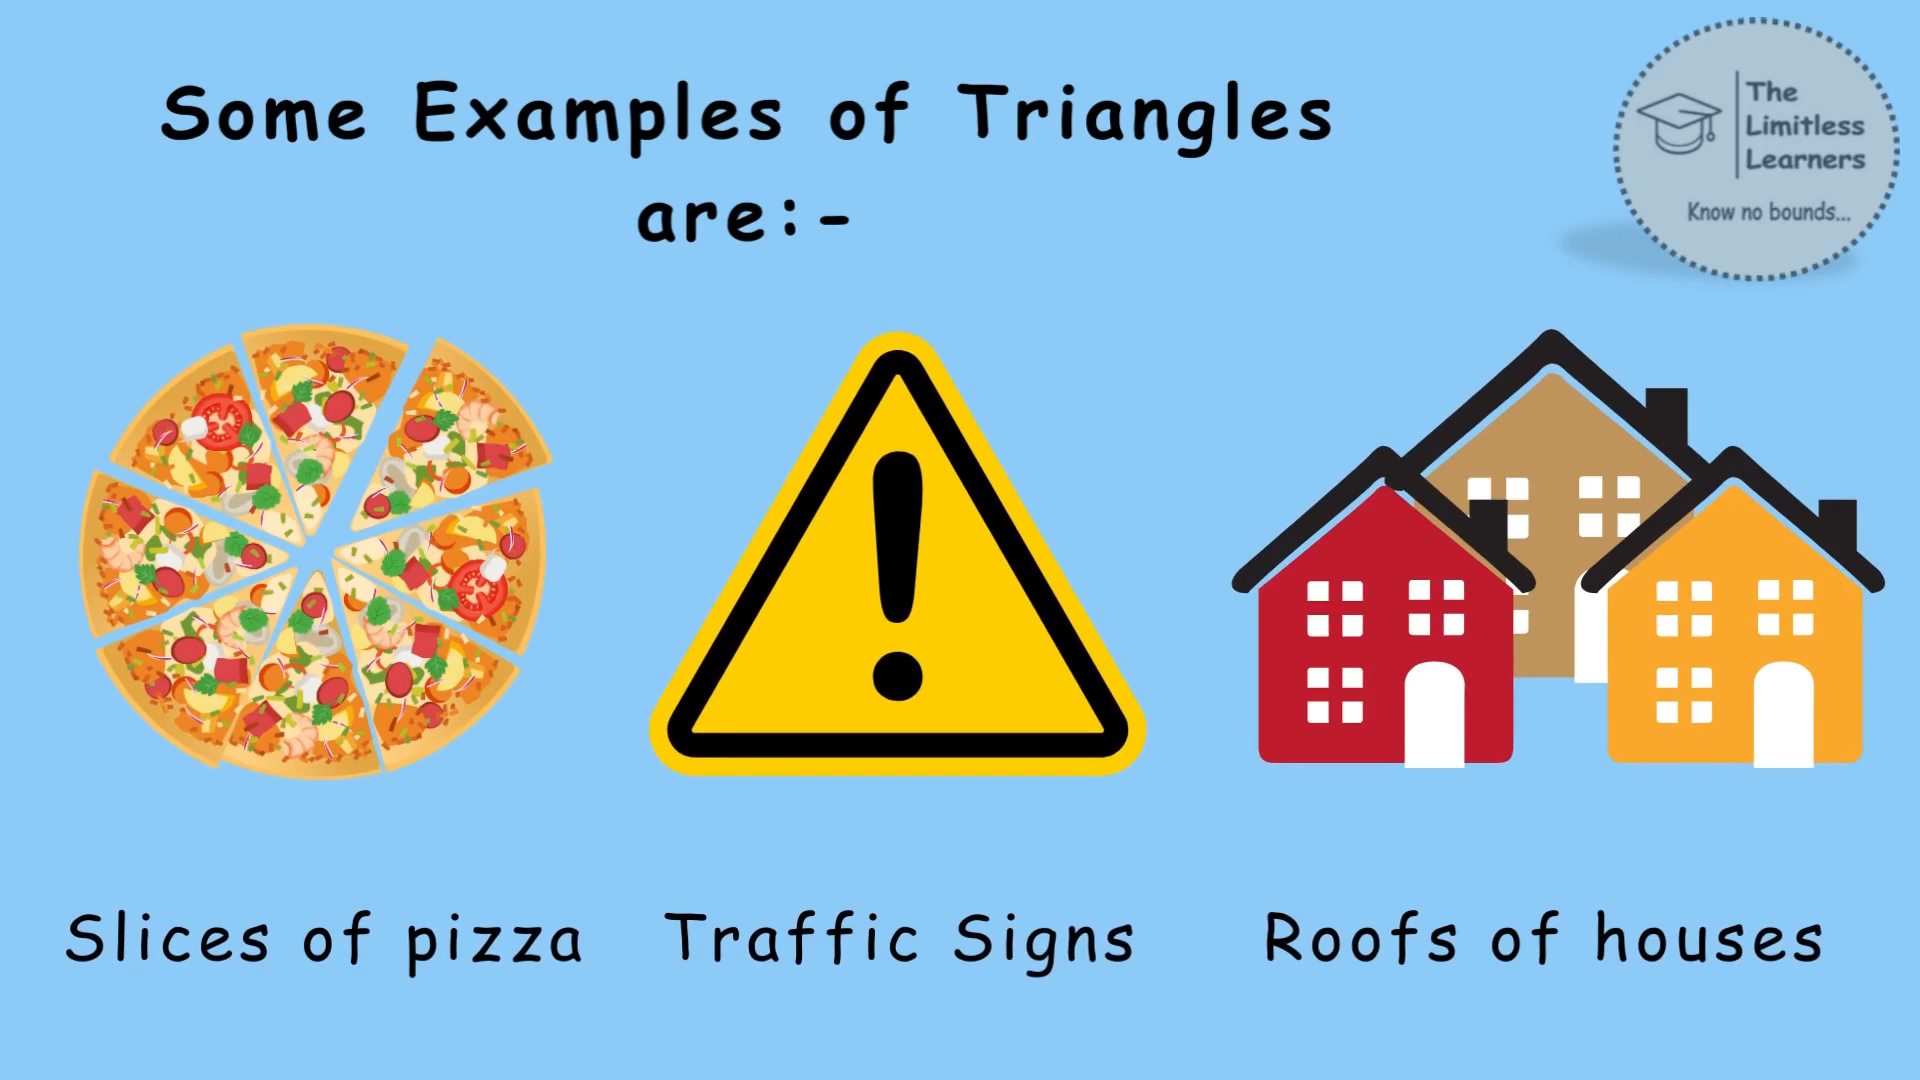 Some Examples of Triangles
are:-
The
Limitless
Learners
Know no bounds...
Slices of pizza
Traffic Signs
Roofs of houses